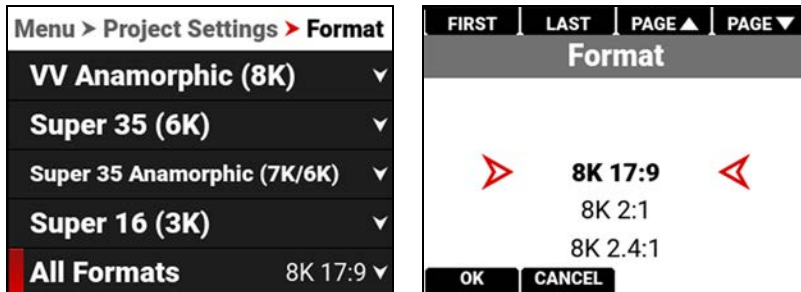 Menu > Project Settings > Format
VV Anamorphic (8K)
Super 35 (6K)
Super 35 Anamorphic (7K/6K)
Super 16 (3K)
All Formats 8K 17:9
FIRST LAST PAGE▲ PAGE▼
Format
8K 17:9
8K 2:1
8K 2.4:1
OK CANCEL